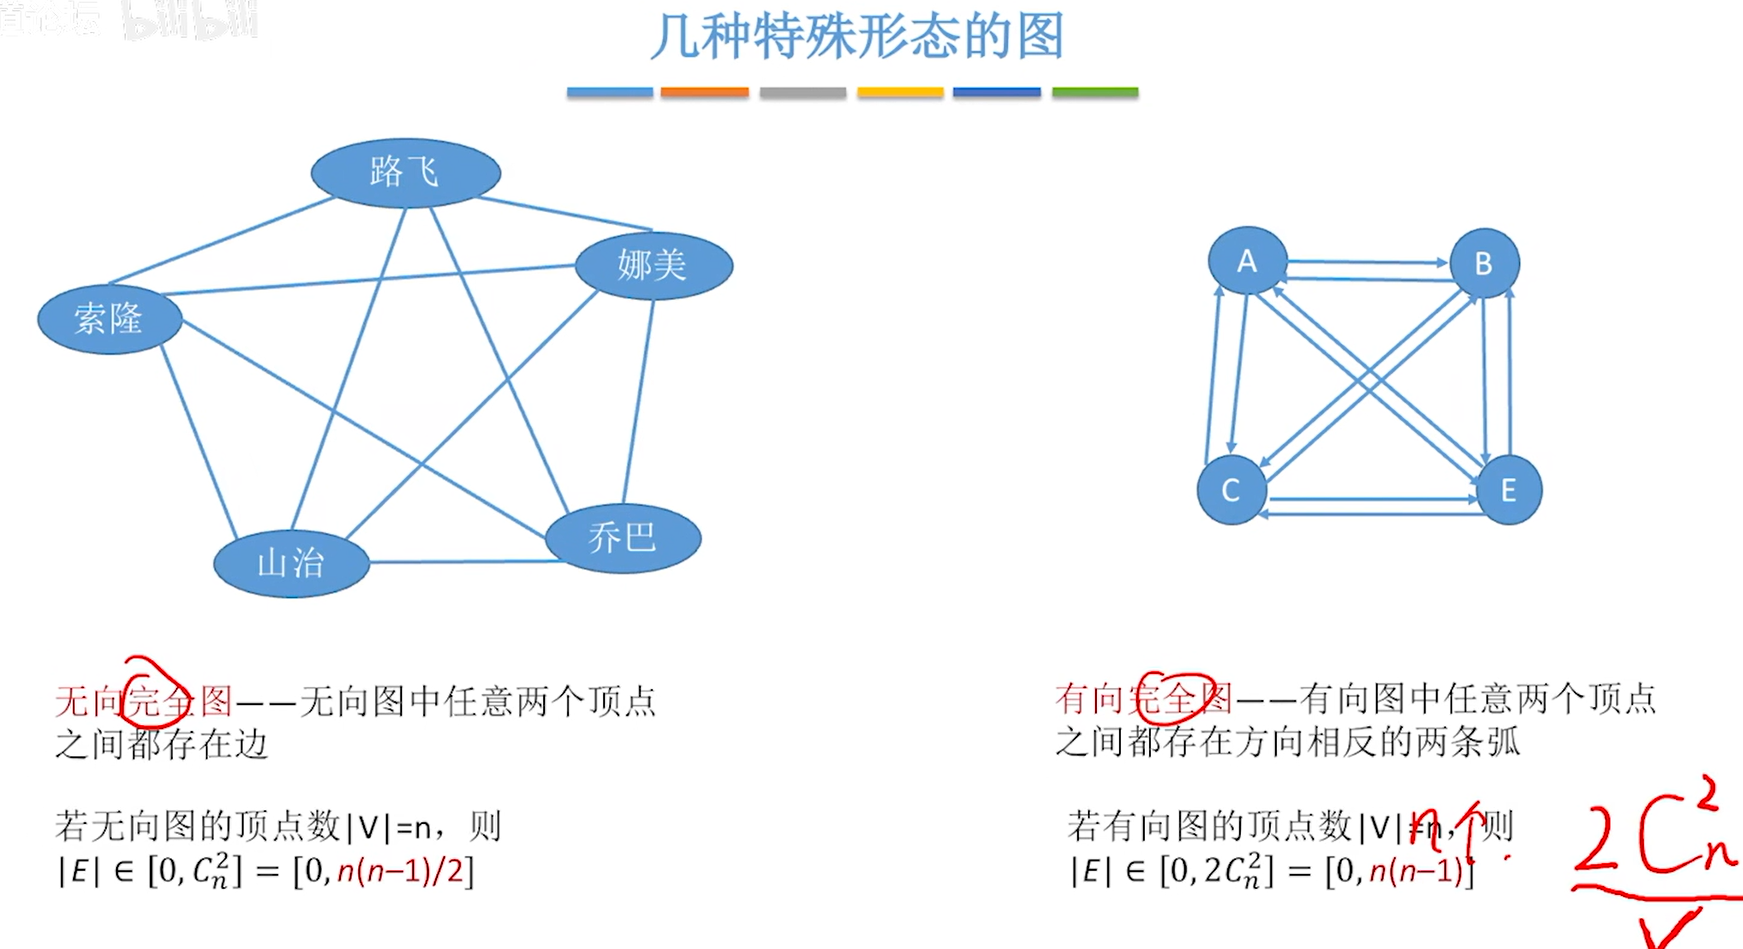 bilibili
几种特殊形态的图
路飞
娜美
索隆
山治
乔巴
A
B
C
E
无向完全图——无向图中任意两个顶点
之间都存在边
若无向图的顶点数|V|=n，则
|E| ∈ [0, C_n^2] = [0, n(n–1)/2]
有向完全图——有向图中任意两个顶点
之间都存在方向相反的两条弧
若有向图的顶点数|V|=n，则
|E| ∈ [0, 2C_n^2] = [0, n(n–1)]
n个
2C_n^2